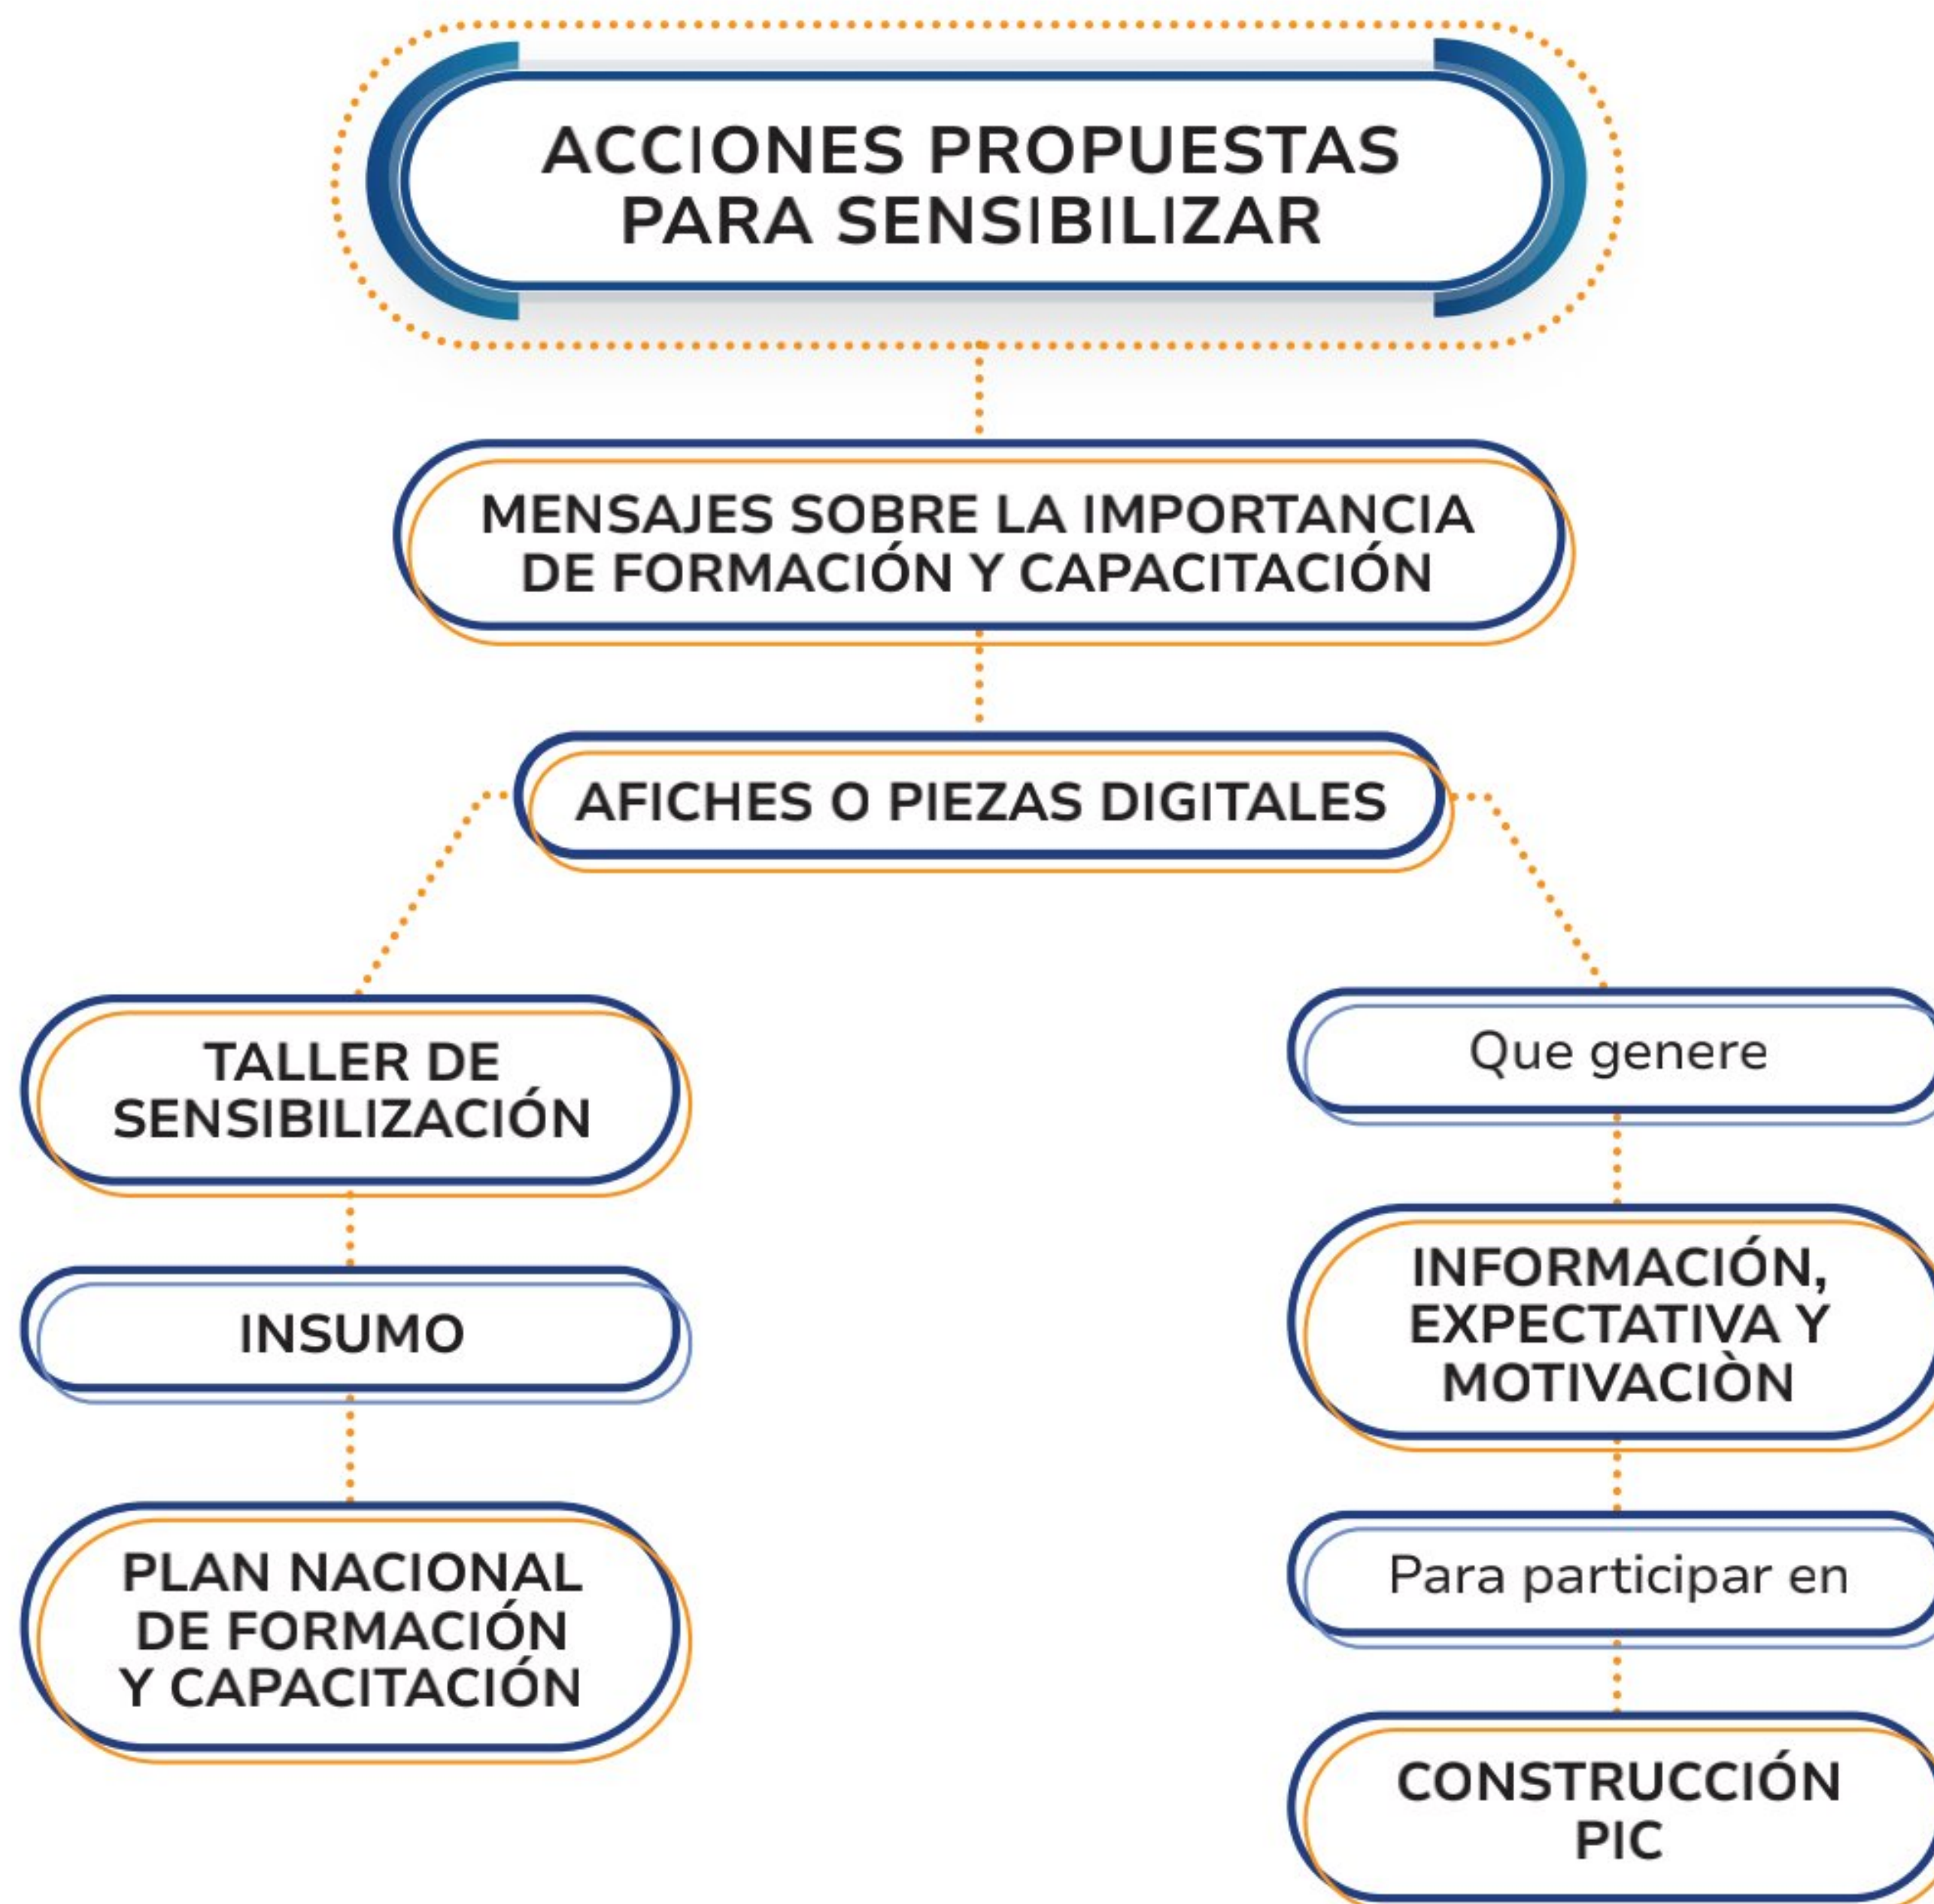 ACCIONES PROPUESTAS
PARA SENSIBILIZAR
MENSAJES SOBRE LA IMPORTANCIA
DE FORMACIÓN Y CAPACITACIÓN
AFICHES O PIEZAS DIGITALES
TALLER DE
SENSIBILIZACIÓN
INSUMO
PLAN NACIONAL
DE FORMACIÓN
Y CAPACITACIÓN
Que genere
INFORMACIÓN,
EXPECTATIVA Y
MOTIVACIÒN
Para participar en
CONSTRUCCIÓN
PIC